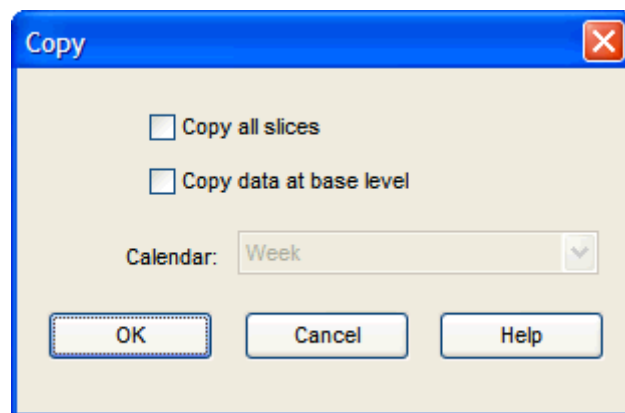 Copy
Copy all slices
Copy data at base level
Calendar: Week
OK Cancel Help